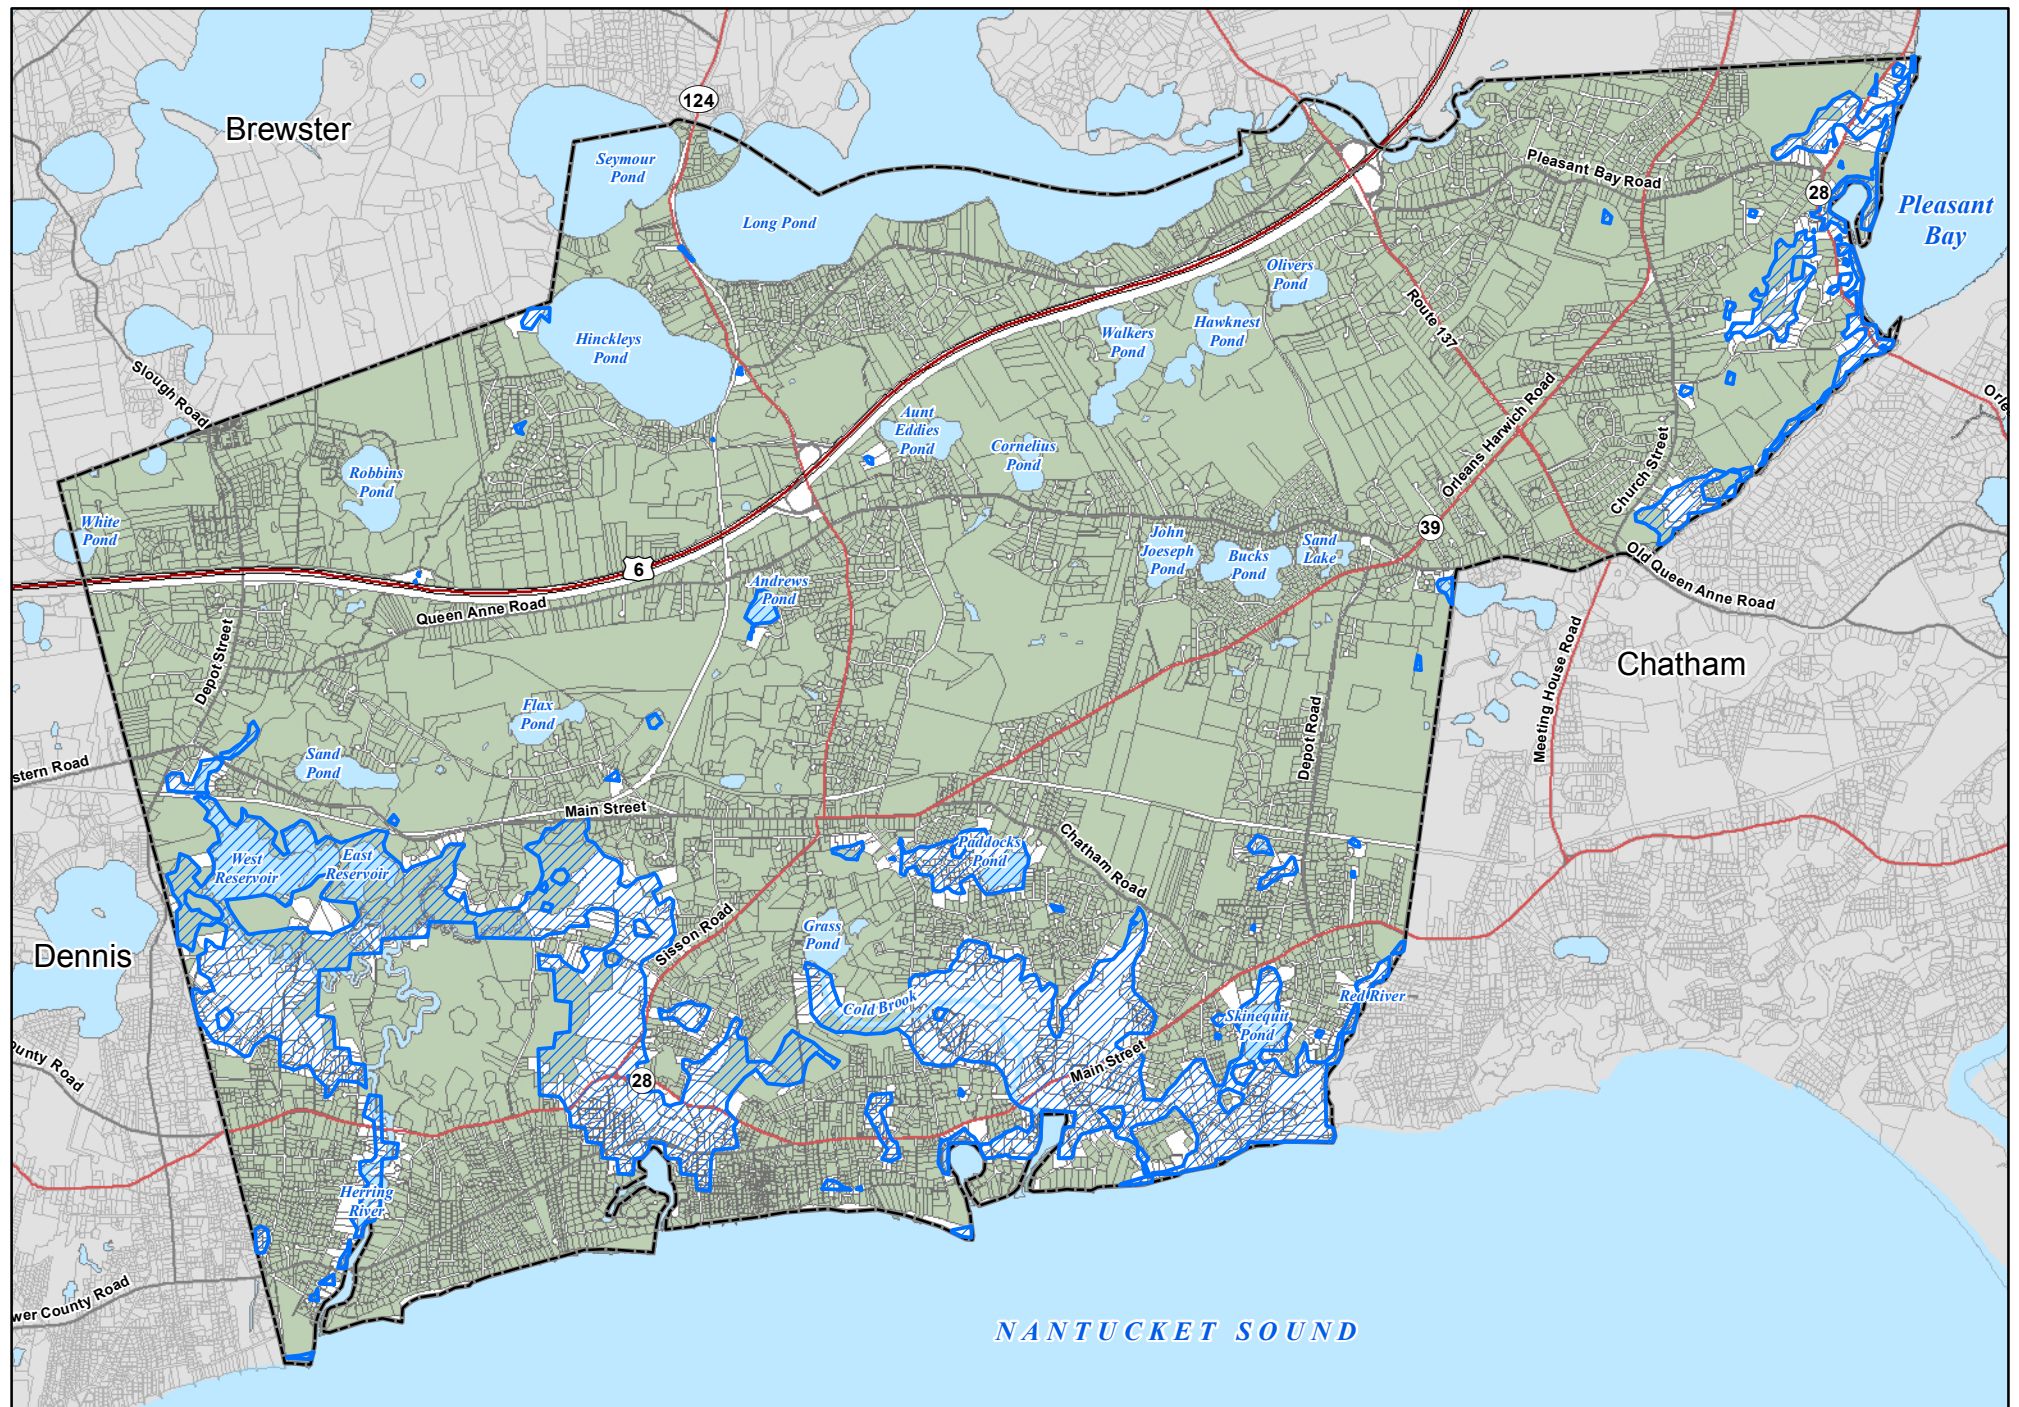 124
Brewster
Seymour
Pond
Long Pond
Pleasant Bay Road
28
Pleasant
Bay
Olivers
Pond
Hinckleys
Pond
Walkers
Pond
Hawknest
Pond
Route 137
Slough Road
Orle
Aunt
Eddies
Pond
Cornelius
Pond
Orleans Harwich Road
Church Street
Robbins
Pond
White
Pond
39
John
Joeseph
Pond
Bucks
Pond
Sand
Lake
6
Andrews
Pond
Queen Anne Road
Old Queen Anne Road
Depot Street
Meeting House Road
Chatham
Flax
Pond
Depot Road
Sand
Pond
stern Road
Main Street
West
Reservoir
East
Reservoir
Paddocks
Pond
Chatham Road
Dennis
Sisson Road
Grass
Pond
Cold Brook
Red River
Skinequit
Pond
ounty Road
28
Main Street
Herring
River
wer County Road
NANTUCKET SOUND